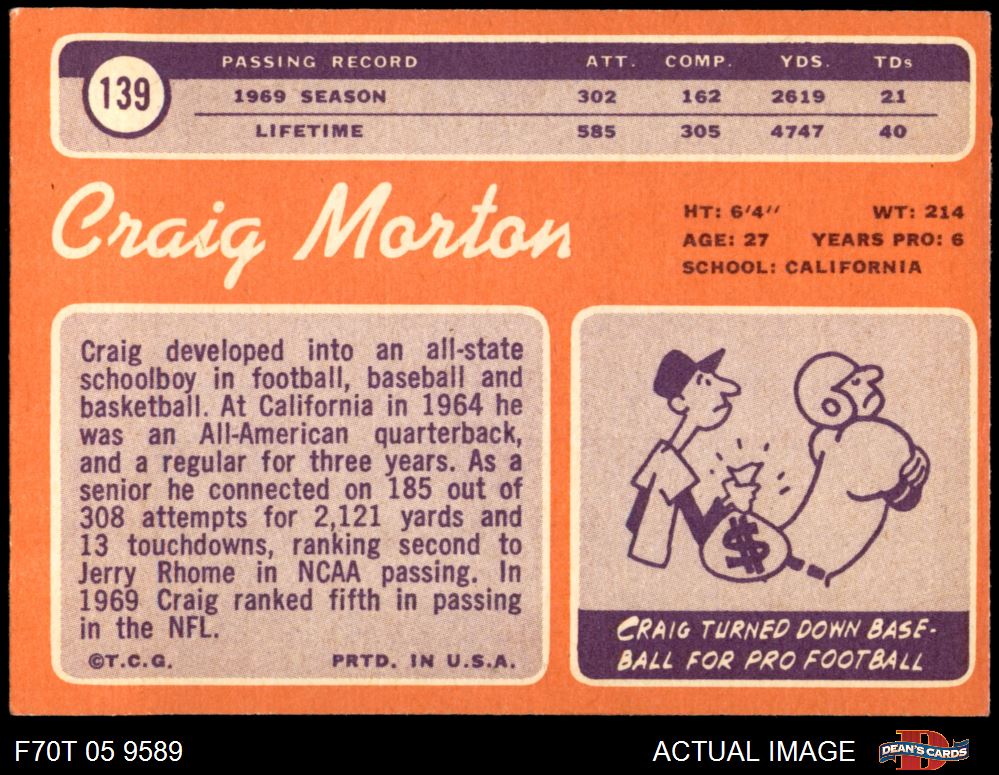 139
PASSING RECORD ATT. COMP. YDS. TDs
1969 SEASON 302 162 2619 21
LIFETIME 585 305 4747 40
Craig Morton
HT: 6'4" WT: 214
AGE: 27 YEARS PRO: 6
SCHOOL: CALIFORNIA
Craig developed into an all-state
schoolboy in football, baseball and
basketball. At California in 1964 he
was an All-American quarterback,
and a regular for three years. As a
senior he connected on 185 out of
308 attempts for 2,121 yards and
13 touchdowns, ranking second to
Jerry Rhome in NCAA passing. In
1969 Craig ranked fifth in passing
in the NFL.
©T.C.G. PRTD. IN U.S.A.
$
CRAIG TURNED DOWN BASE-
BALL FOR PRO FOOTBALL
F70T 05 9589 ACTUAL IMAGE D DEAN'S CARDS